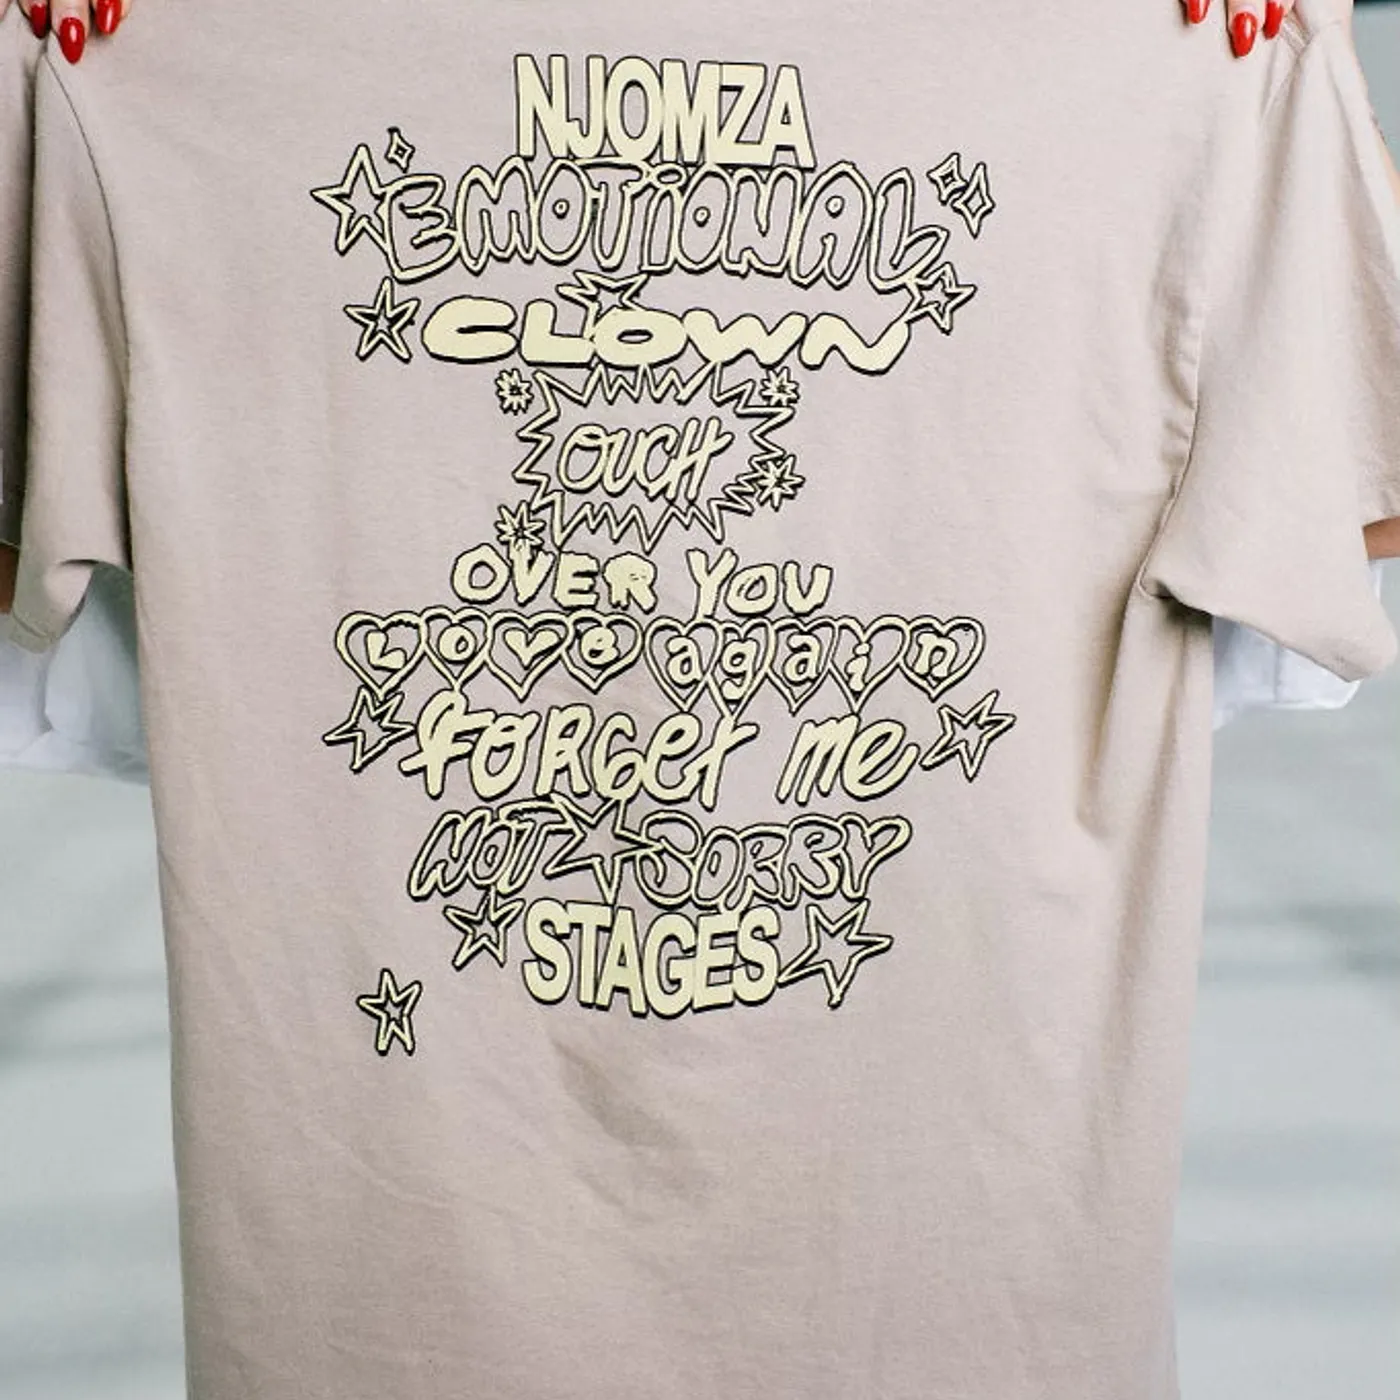 NJOMZA
EMOTIONAL
CLOWN
OUCH
OVER YOU
Love again
FORGet me
NOT SORRY
STAGES